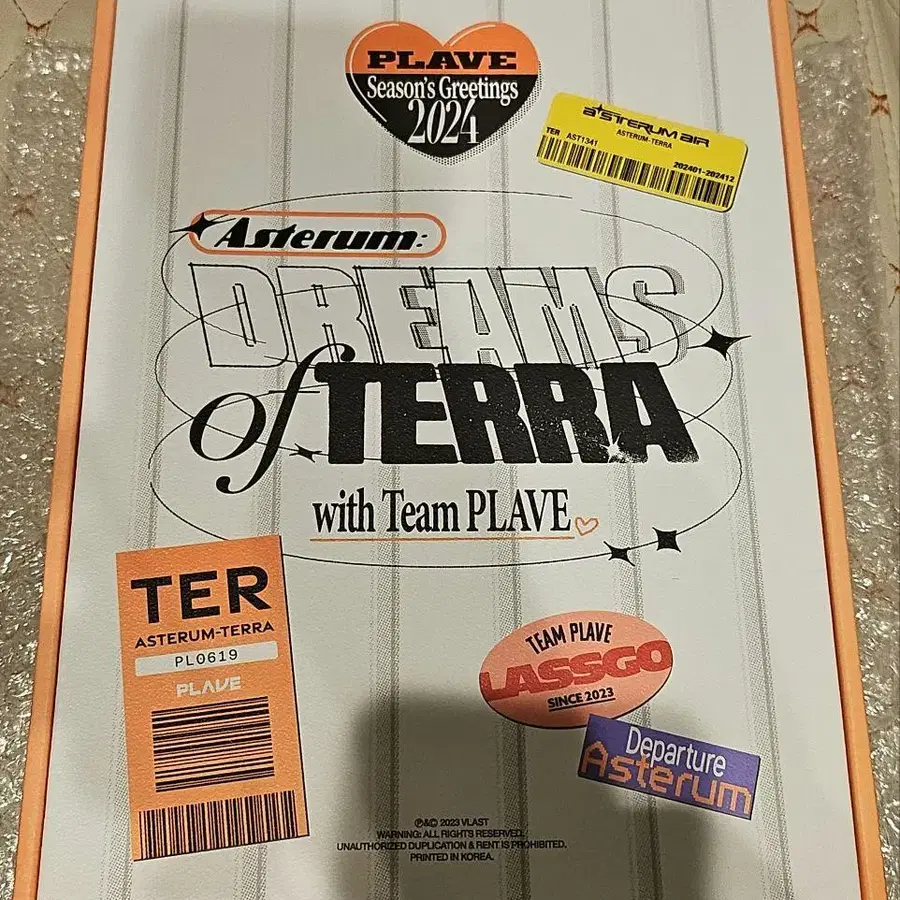 PLAVE
Season's Greetings
2024
asterum air
ASTERUM-TERRA
TER AST1341
202401-202412
Asterum:
DREAMS
of TERRA
with Team PLAVE
TER
ASTERUM-TERRA
PL0619
PLAVE
TEAM PLAVE
LASSGO
SINCE 2023
Departure
Asterum
℗&© 2023 VLAST
WARNING: ALL RIGHTS RESERVED.
UNAUTHORIZED DUPLICATION & RENT IS PROHIBITED.
PRINTED IN KOREA.